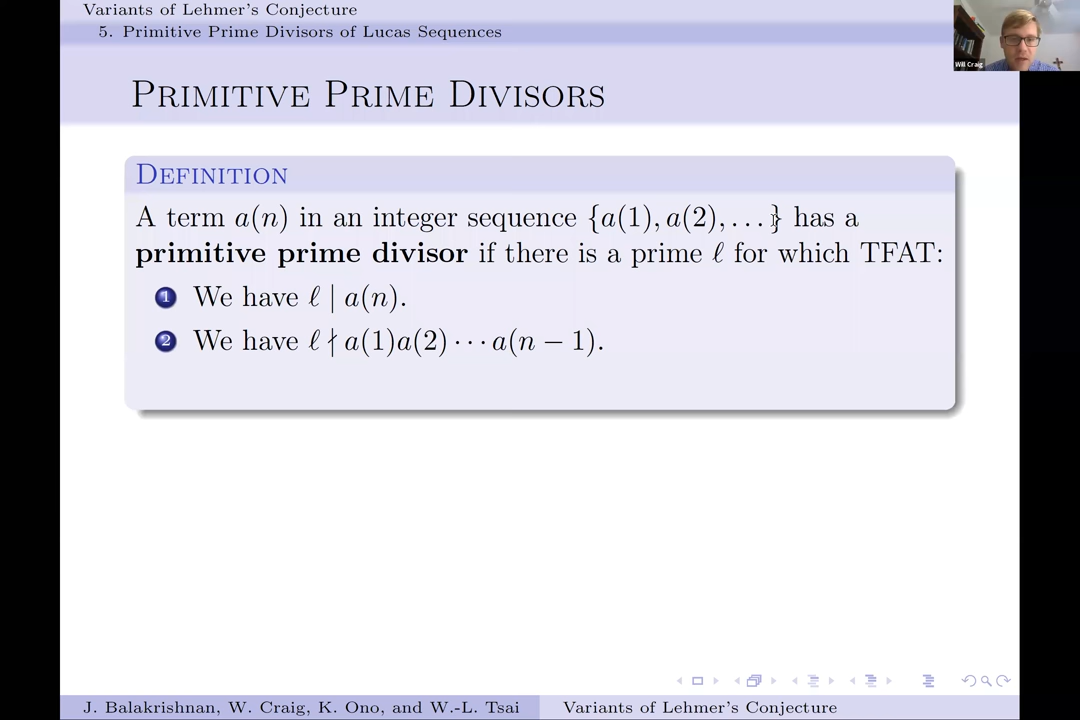 Variants of Lehmer's Conjecture
5. Primitive Prime Divisors of Lucas Sequences
Will Craig
Primitive Prime Divisors
Definition
A term a(n) in an integer sequence {a(1), a(2), . . . } has a
primitive prime divisor if there is a prime ℓ for which TFAT:
1 We have ℓ | a(n).
2 We have ℓ ∤ a(1)a(2) · · · a(n − 1).
J. Balakrishnan, W. Craig, K. Ono, and W.-L. Tsai Variants of Lehmer's Conjecture